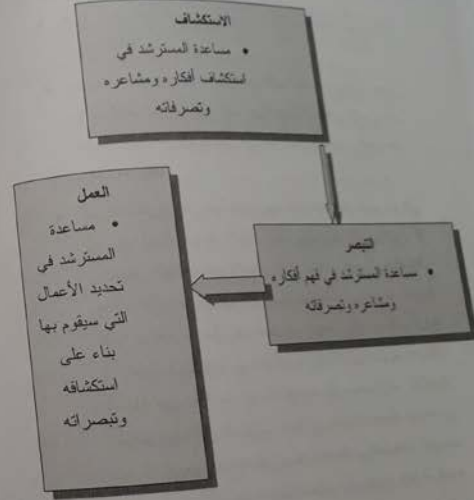 الاستكشاف
• مساعدة المسترشد في
استكشاف أفكاره ومشاعره
وتصرفاته
التبصر
• مساعدة المسترشد في فهم أفكاره
ومشاعره وتصرفاته
العمل
• مساعدة
المسترشد في
تحديد الأعمال
التي سيقوم بها
بناء على
استكشافه
وتبصراته